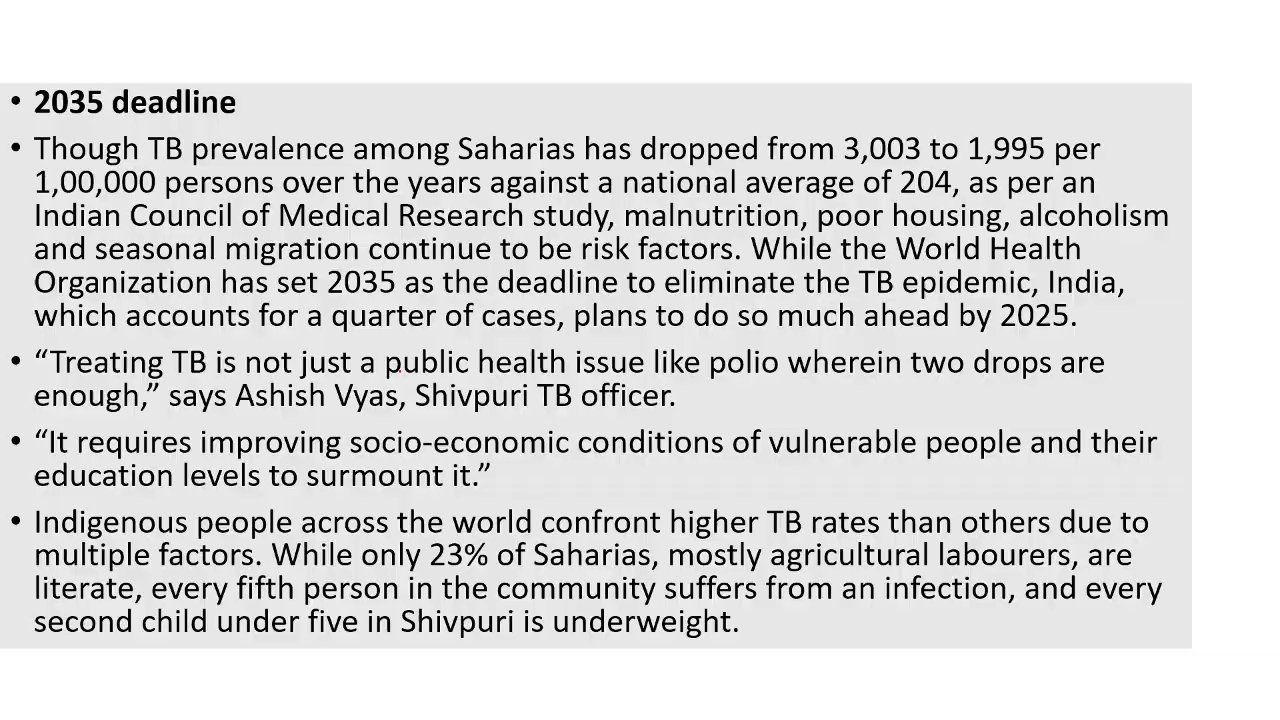 • 2035 deadline
• Though TB prevalence among Saharias has dropped from 3,003 to 1,995 per
1,00,000 persons over the years against a national average of 204, as per an
Indian Council of Medical Research study, malnutrition, poor housing, alcoholism
and seasonal migration continue to be risk factors. While the World Health
Organization has set 2035 as the deadline to eliminate the TB epidemic, India,
which accounts for a quarter of cases, plans to do so much ahead by 2025.
• “Treating TB is not just a public health issue like polio wherein two drops are
enough,” says Ashish Vyas, Shivpuri TB officer.
• “It requires improving socio-economic conditions of vulnerable people and their
education levels to surmount it.”
• Indigenous people across the world confront higher TB rates than others due to
multiple factors. While only 23% of Saharias, mostly agricultural labourers, are
literate, every fifth person in the community suffers from an infection, and every
second child under five in Shivpuri is underweight.